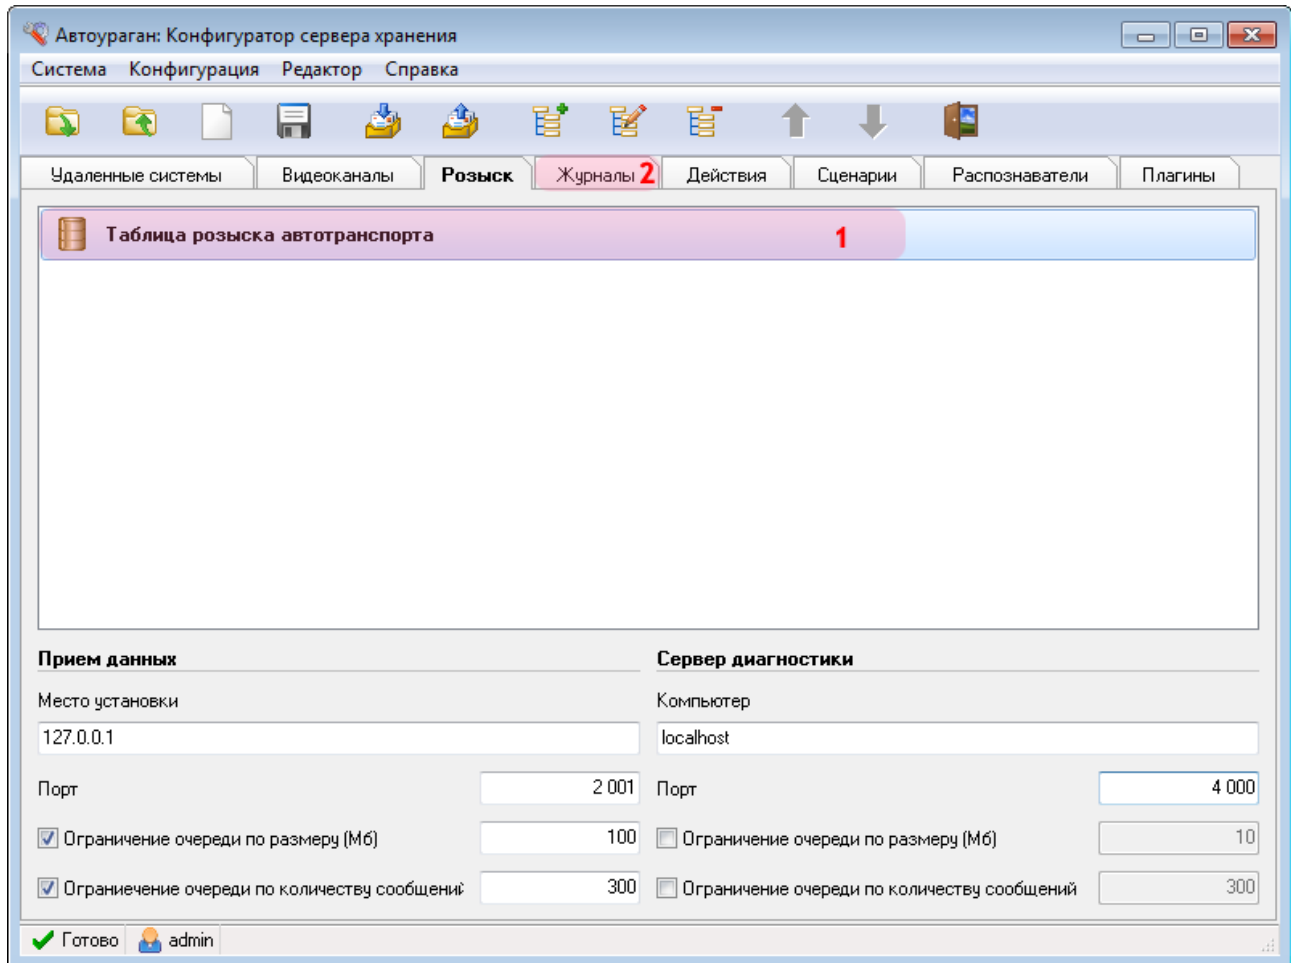 Автоураган: Конфигуратор сервера хранения
Система Конфигурация Редактор Справка
Удаленные системы Видеоканалы Розыск Журналы 2 Действия Сценарии Распознаватели Плагины
Таблица розыска автотранспорта 1
Прием данных Сервер диагностики
Место установки Компьютер
127.0.0.1 localhost
Порт 2 001 Порт 4 000
Ограничение очереди по размеру (Мб) 100 Ограничение очереди по размеру (Мб) 10
Ограниечение очереди по количеству сообщений 300 Ограничение очереди по количеству сообщений 300
Готово admin